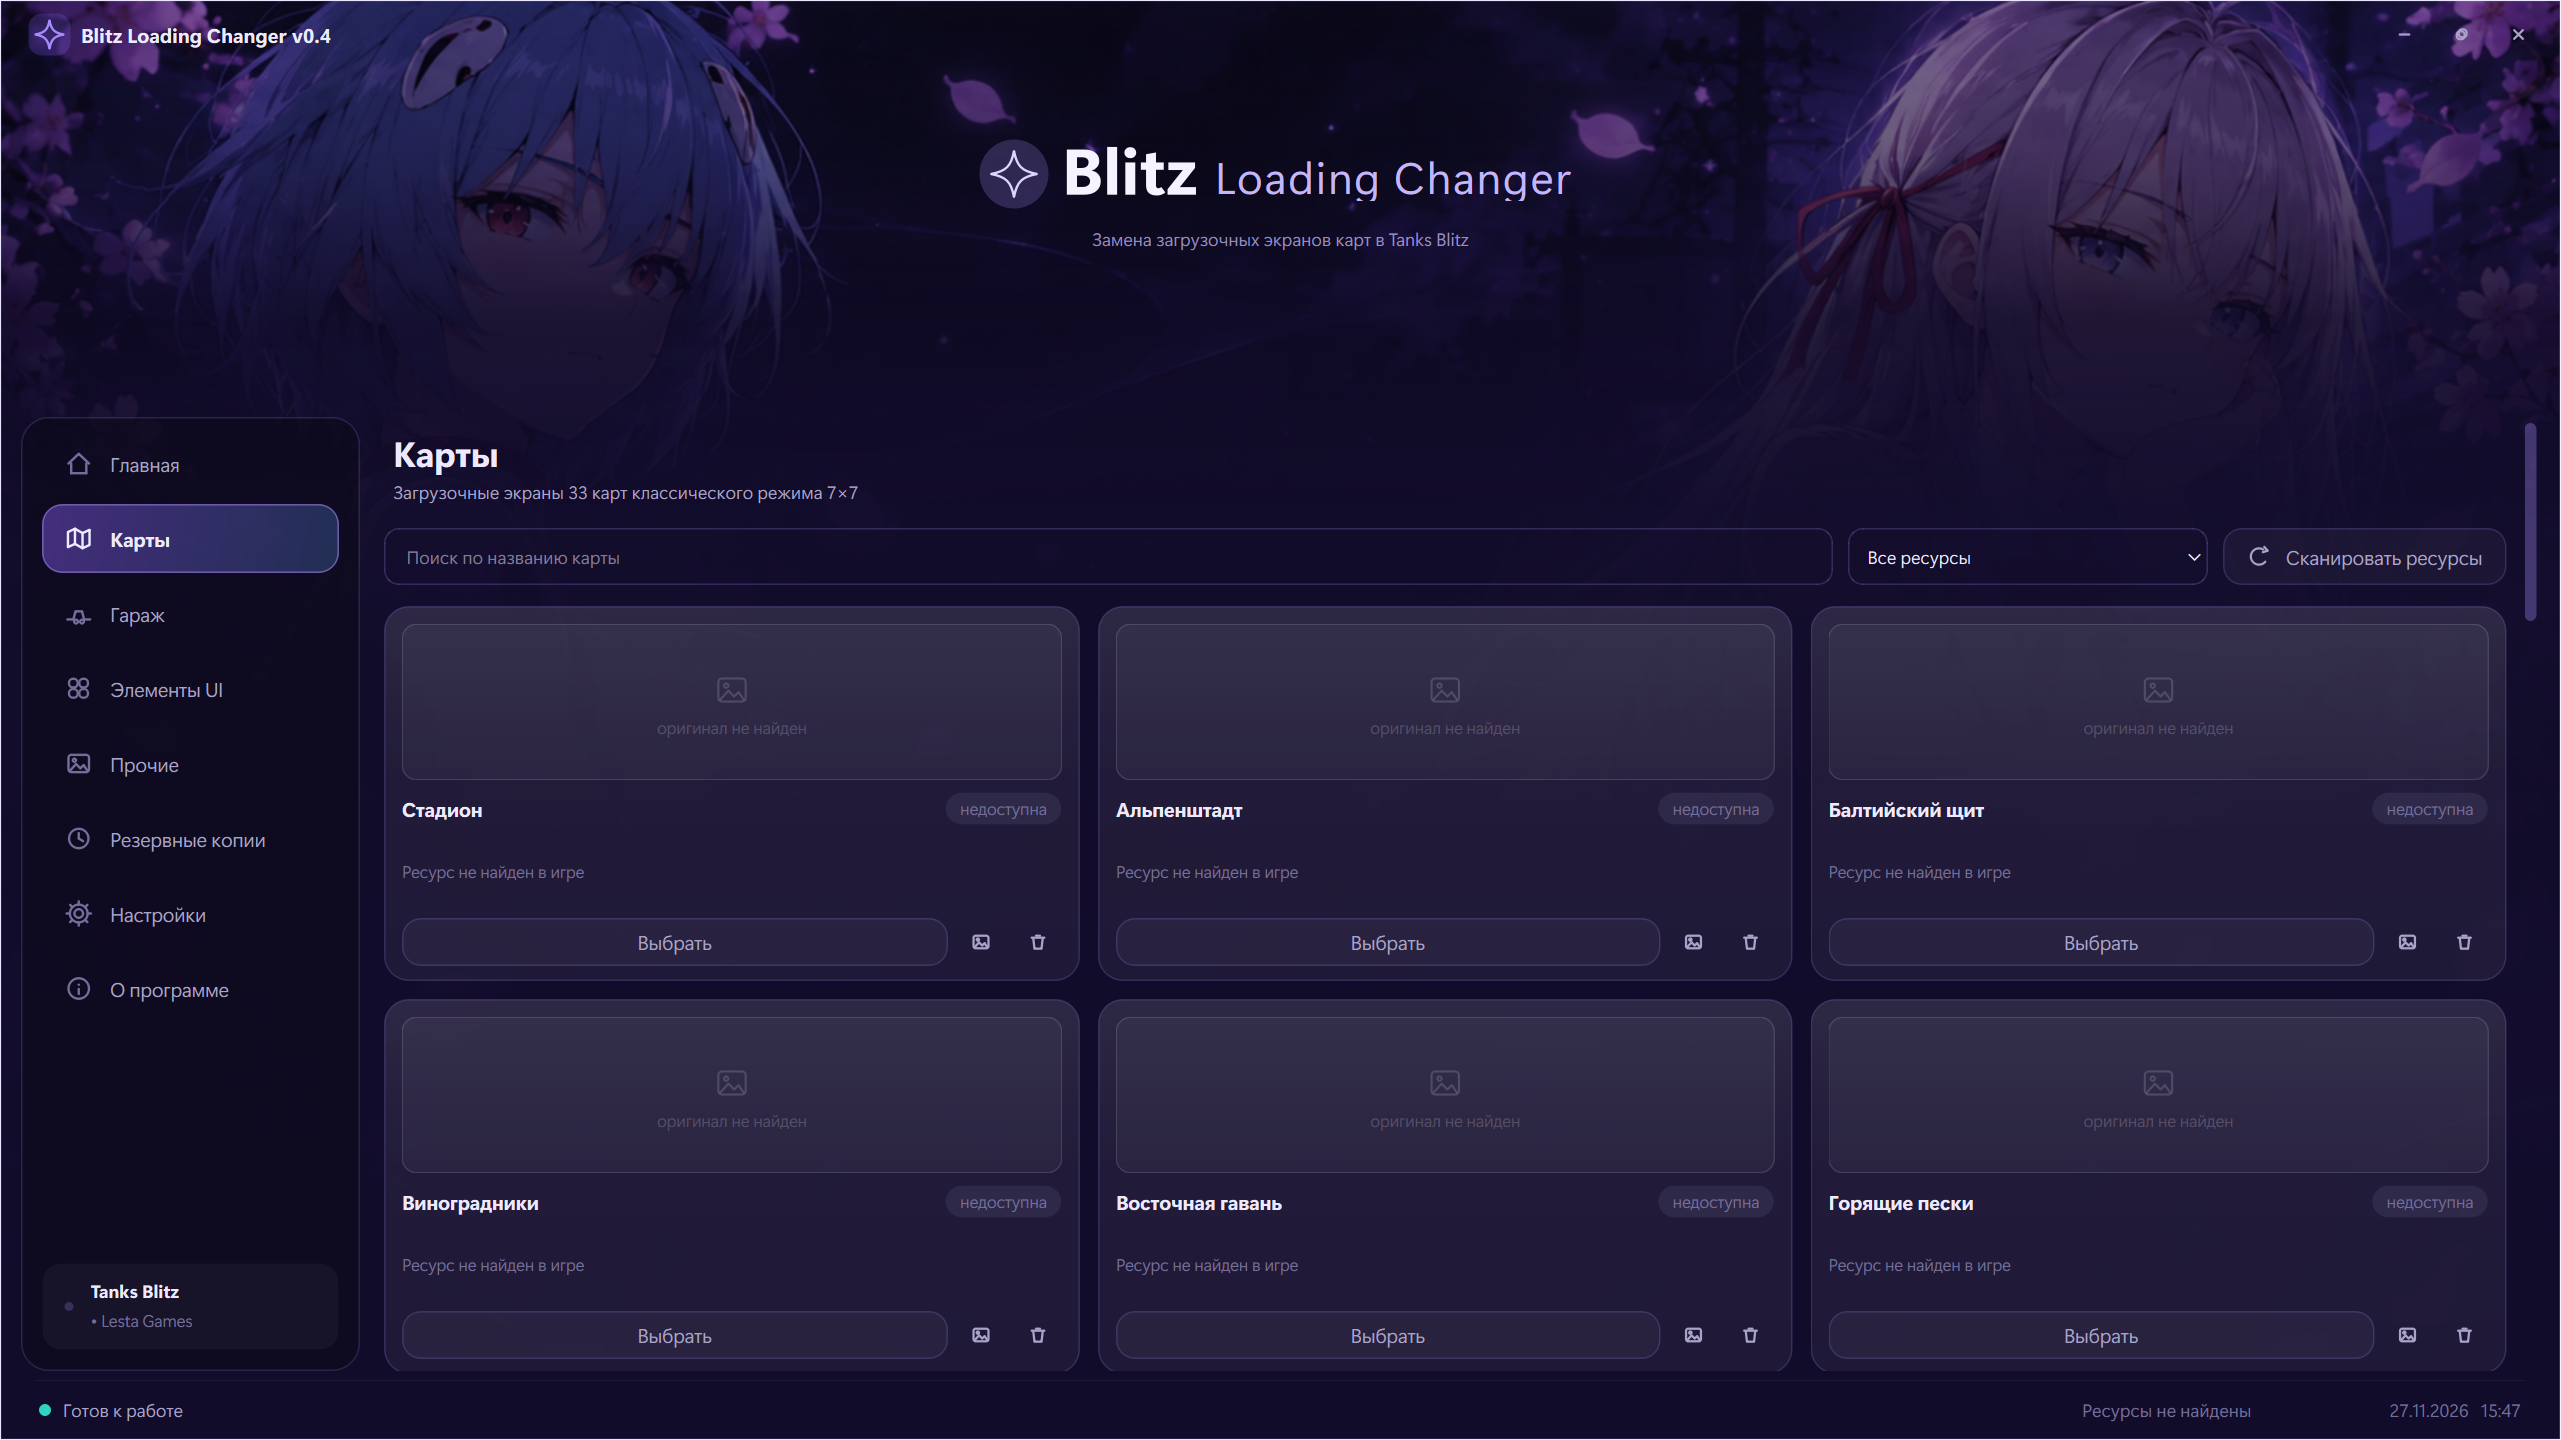 Blitz Loading Changer v0.4
Blitz Loading Changer
Замена загрузочных экранов карт в Tanks Blitz
Главная
Карты
Гараж
Элементы UI
Прочие
Резервные копии
Настройки
О программе
Tanks Blitz
• Lesta Games
Карты
Загрузочные экраны 33 карт классического режима 7×7
Поиск по названию карты
Все ресурсы
Сканировать ресурсы
оригинал не найден
Стадион
недоступна
Ресурс не найден в игре
Выбрать
оригинал не найден
Альпенштадт
недоступна
Ресурс не найден в игре
Выбрать
оригинал не найден
Балтийский щит
недоступна
Ресурс не найден в игре
Выбрать
оригинал не найден
Виноградники
недоступна
Ресурс не найден в игре
Выбрать
оригинал не найден
Восточная гавань
недоступна
Ресурс не найден в игре
Выбрать
оригинал не найден
Горящие пески
недоступна
Ресурс не найден в игре
Выбрать
Готов к работе
Ресурсы не найдены
27.11.2026 15:47